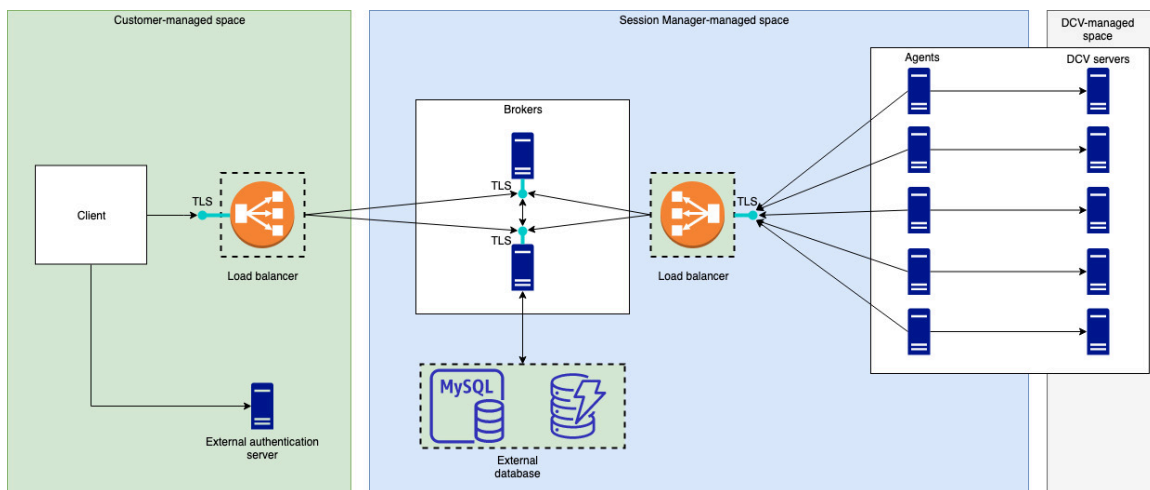 Customer-managed space
Session Manager-managed space
DCV-managed
space
Agents
DCV servers
Brokers
TLS
TLS
TLS
TLS
Client
Load balancer
Load balancer
MySQL
External authentication
server
External
database